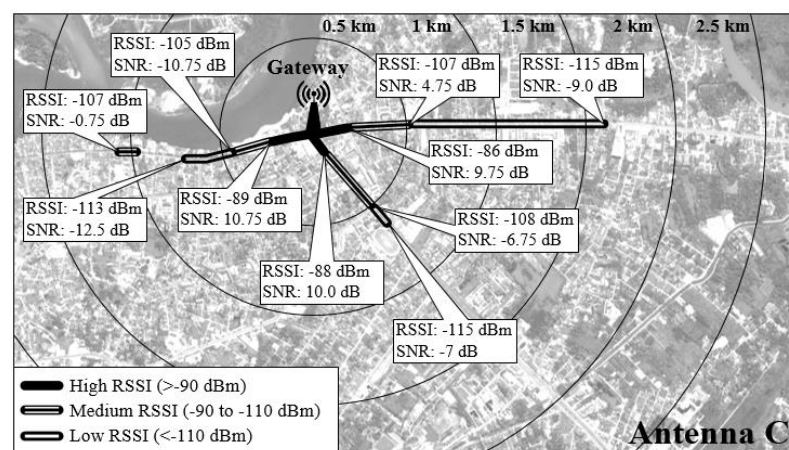 0.5 km
1 km
1.5 km
2 km
2.5 km
RSSI: -105 dBm
SNR: -10.75 dB
Gateway
RSSI: -107 dBm
SNR: 4.75 dB
RSSI: -115 dBm
SNR: -9.0 dB
RSSI: -107 dBm
SNR: -0.75 dB
RSSI: -86 dBm
SNR: 9.75 dB
RSSI: -113 dBm
SNR: -12.5 dB
RSSI: -89 dBm
SNR: 10.75 dB
RSSI: -108 dBm
SNR: -6.75 dB
RSSI: -88 dBm
SNR: 10.0 dB
RSSI: -115 dBm
SNR: -7 dB
High RSSI (>-90 dBm)
Medium RSSI (-90 to -110 dBm)
Low RSSI (<-110 dBm)
Antenna C